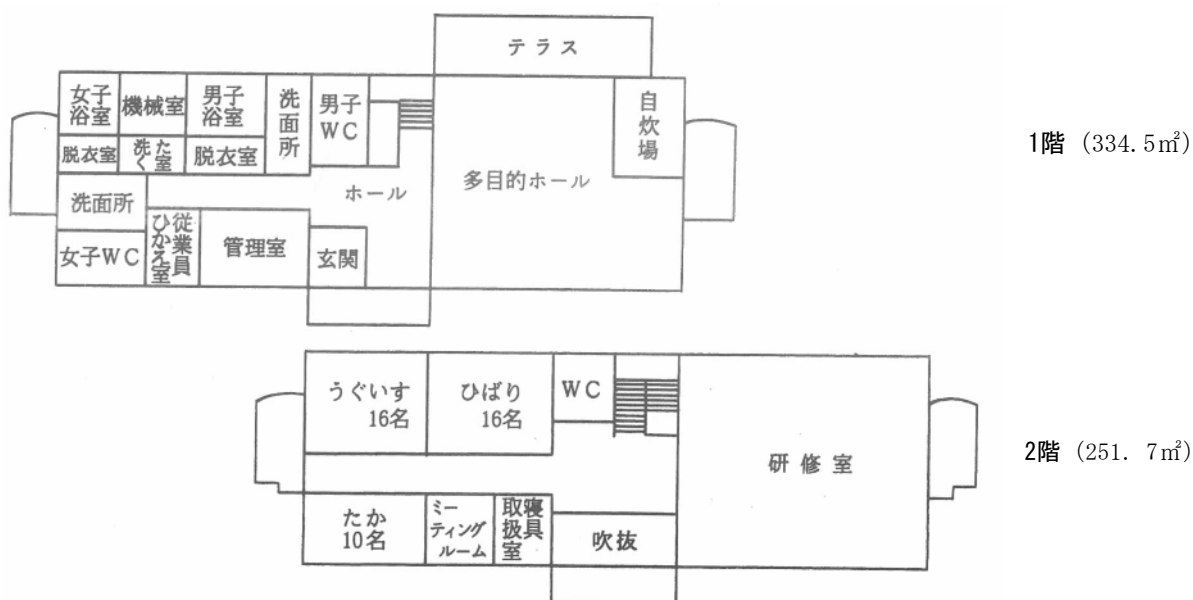 テラス
女子
浴室
機械室
男子
浴室
洗面所
男子
WC
自炊場
1階 (334.5㎡)
脱衣室
洗たく室
脱衣室
ホール
多目的ホール
洗面所
女子WC
従業員
ひかえ室
管理室
玄関
うぐいす
16名
ひばり
16名
WC
研修室
2階 (251. 7㎡)
たか
10名
ミー
ティング
ルーム
寝具
取扱室
吹抜